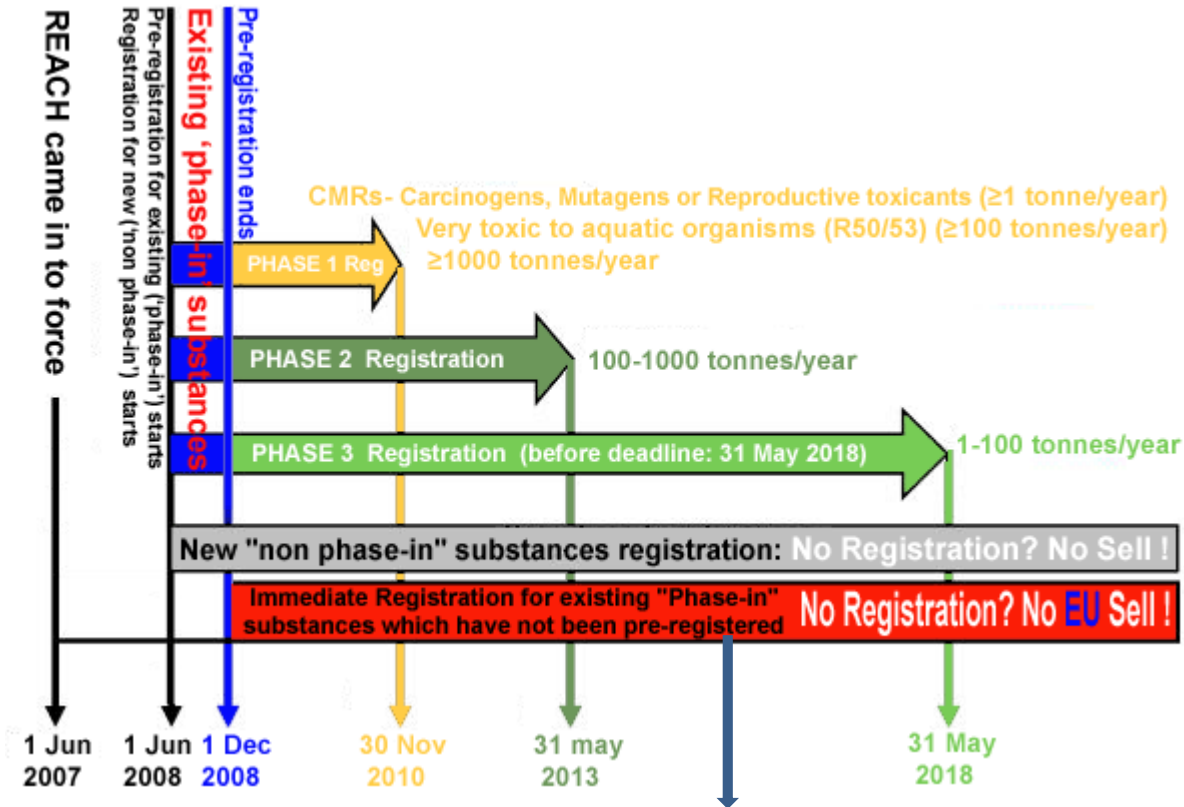 REACH came in to force
Pre-registration for existing ('phase-in') starts
Registration for new('non phase-in') starts
Existing 'phase-in' substances
Pre-registration ends
CMRs- Carcinogens, Mutagens or Reproductive toxicants (≥1 tonne/year)
Very toxic to aquatic organisms (R50/53) (≥100 tonnes/year)
PHASE 1 Reg
≥1000 tonnes/year
PHASE 2 Registration
100-1000 tonnes/year
PHASE 3 Registration (before deadline: 31 May 2018)
1-100 tonnes/year
New "non phase-in" substances registration: No Registration? No Sell !
Immediate Registration for existing "Phase-in"
substances which have not been pre-registered
No Registration? No EU Sell !
1 Jun
2007
1 Jun
2008
1 Dec
2008
30 Nov
2010
31 may
2013
31 May
2018